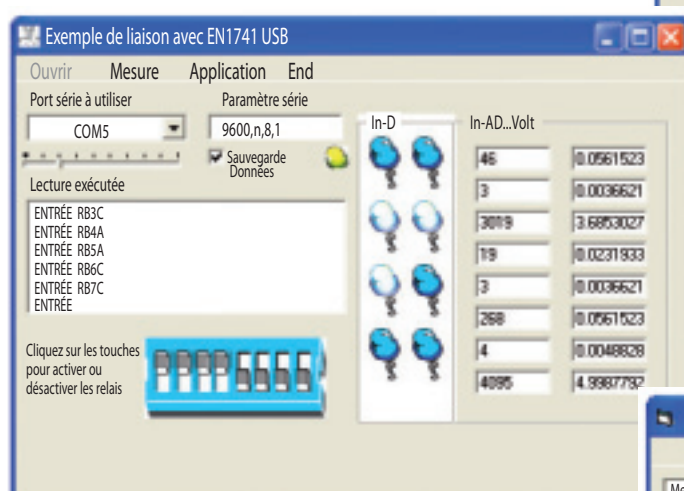 Exemple de liaison avec EN1741 USB
Ouvrir Mesure Application End
Port série à utiliser
Paramètre série
COM5
9600,n,8,1
Sauvegarde
Données
Lecture exécutée
ENTRÉE RB3C
ENTRÉE RB4A
ENTRÉE RB5A
ENTRÉE RB6C
ENTRÉE RB7C
ENTRÉE
Cliquez sur les touches
pour activer ou
désactiver les relais
In-D
In-AD...Volt
46 0.0561523
3 0.0036621
3019 3.6853027
19 0.0231933
3 0.0036621
268 0.0561523
4 0.0048828
4095 4.9987792